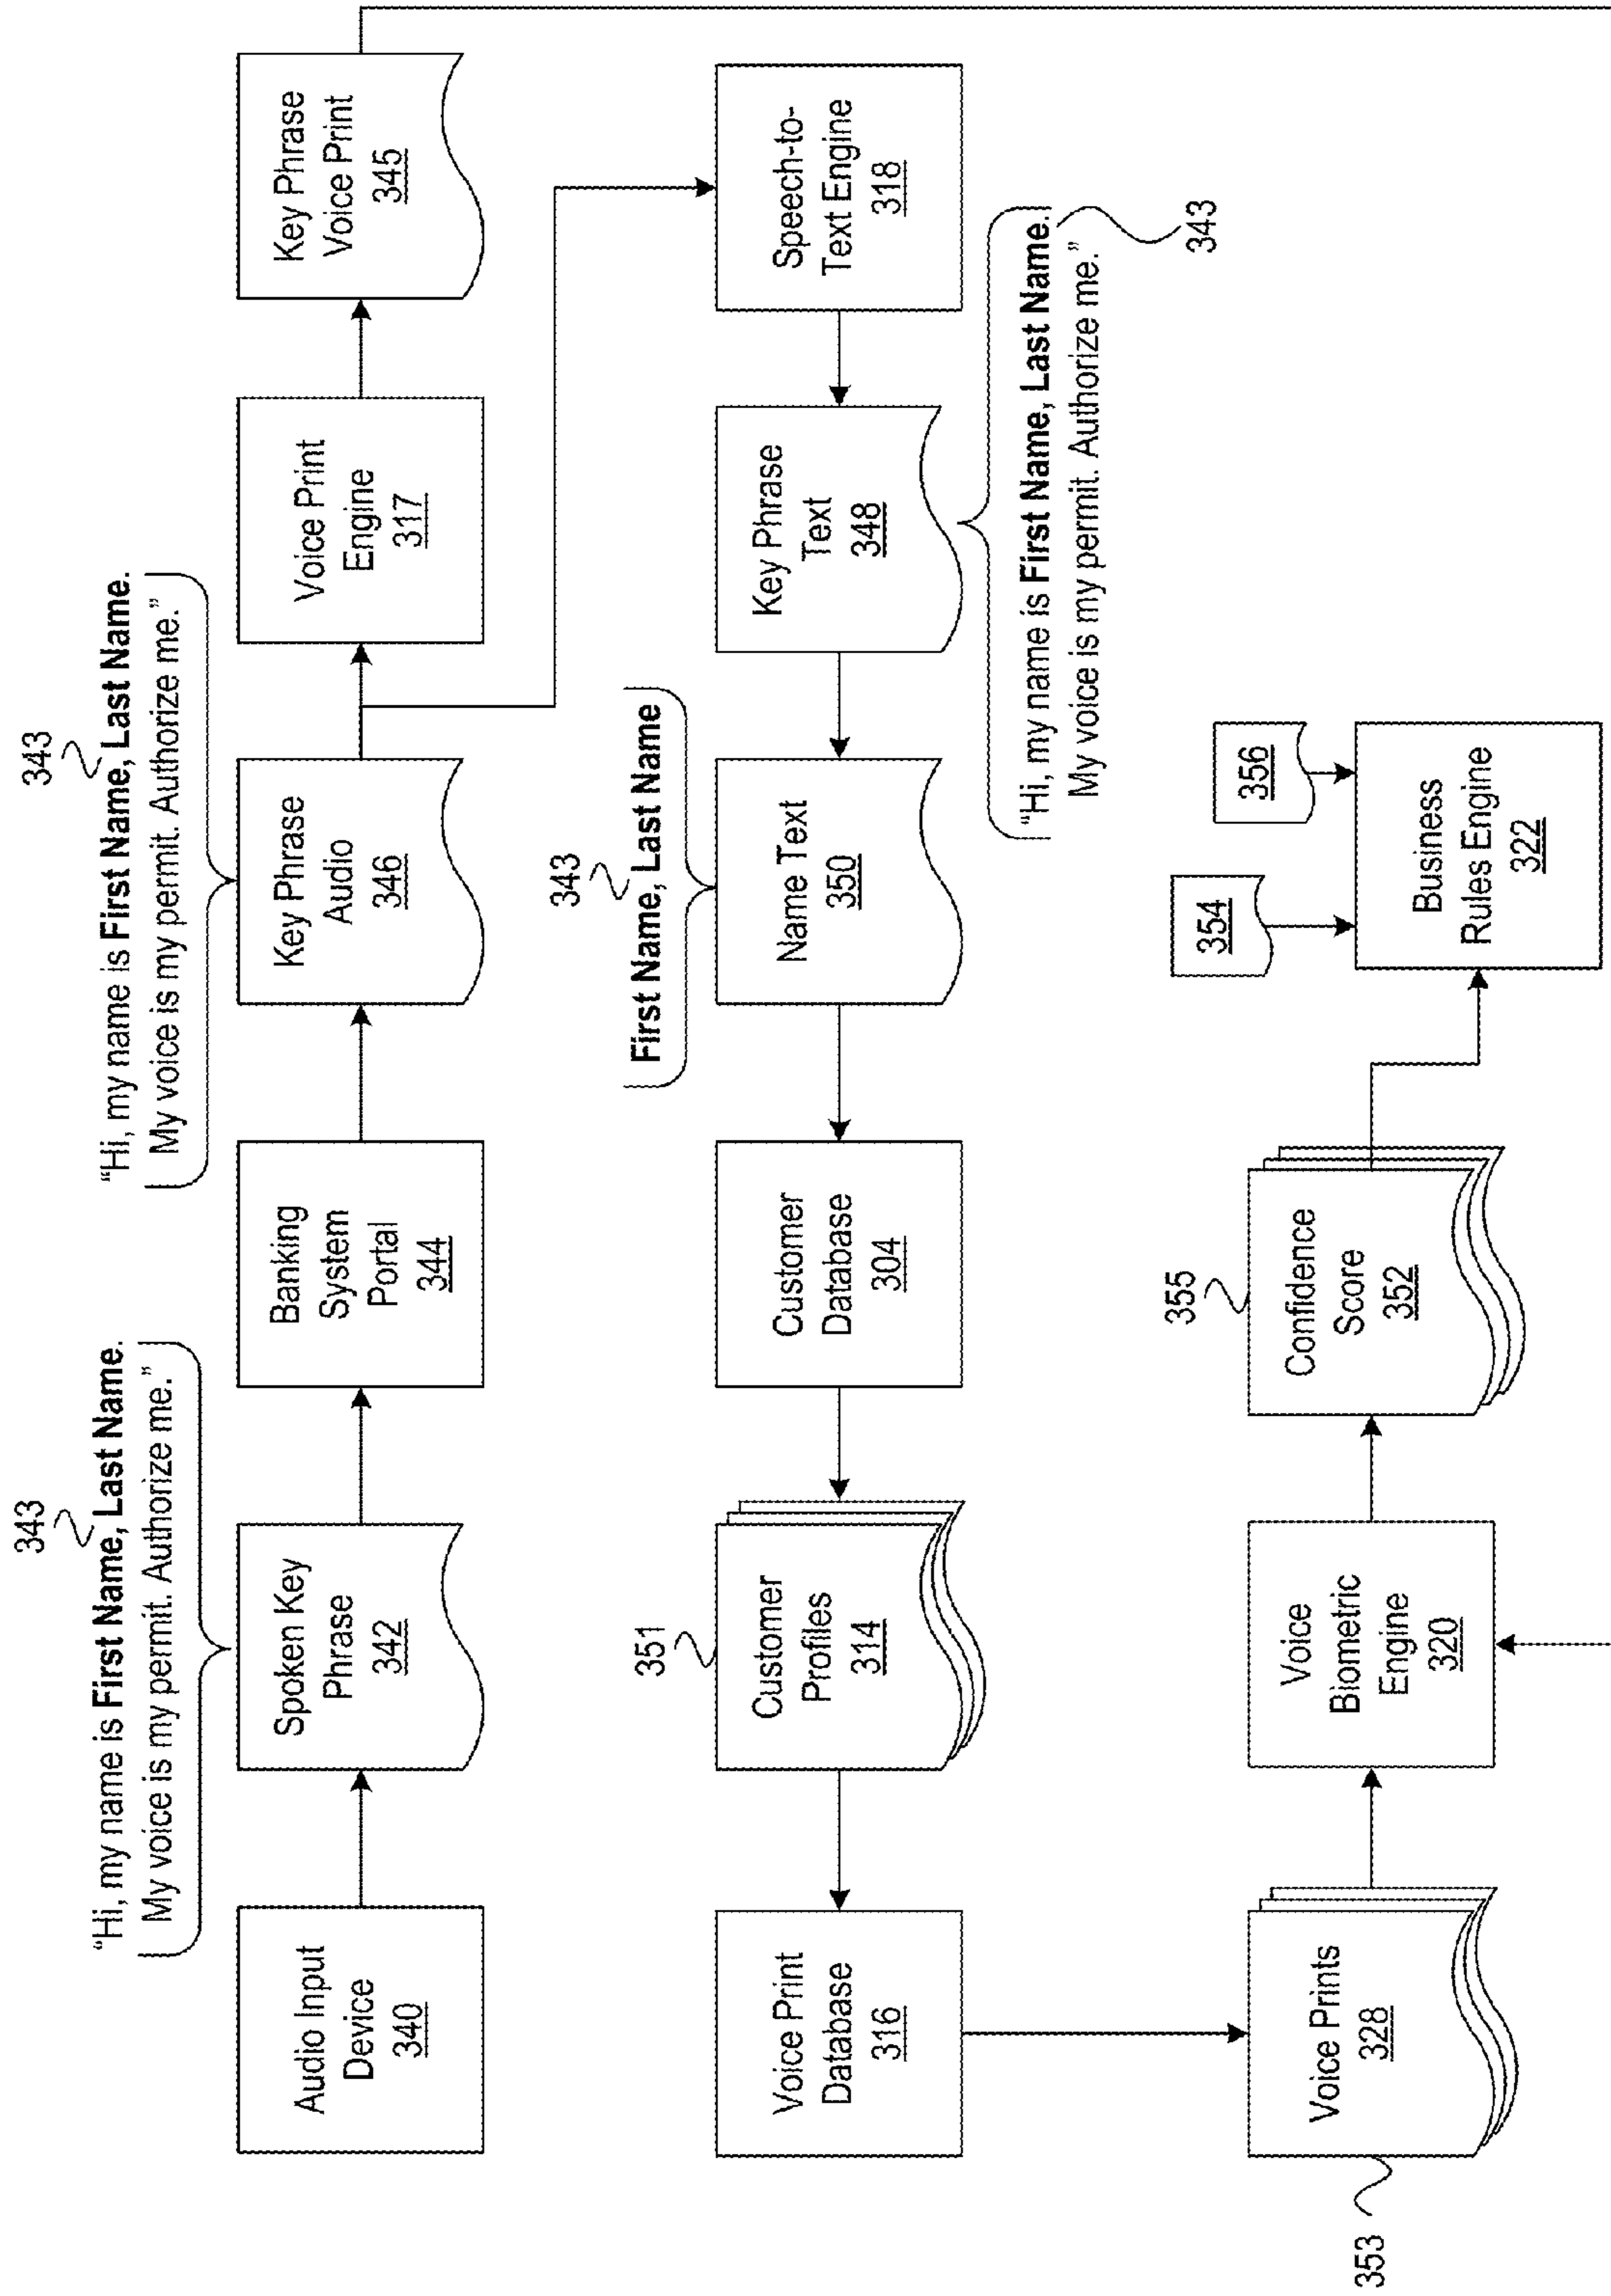 343
“Hi, my name is First Name, Last Name.
My voice is my permit. Authorize me.”
343
“Hi, my name is First Name, Last Name.
My voice is my permit. Authorize me.”
Audio Input
Device
340
Spoken Key
Phrase
342
Banking
System
Portal
344
Key Phrase
Audio
346
Voice Print
Engine
317
Key Phrase
Voice Print
345
343
First Name, Last Name
351
Voice Print
Database
316
Customer
Profiles
314
Customer
Database
304
Name Text
350
Key Phrase
Text
348
Speech-to-
Text Engine
318
“Hi, my name is First Name, Last Name.
My voice is my permit. Authorize me.”
343
353
Voice Prints
328
Voice
Biometric
Engine
320
355
Confidence
Score
352
354
356
Business
Rules Engine
322